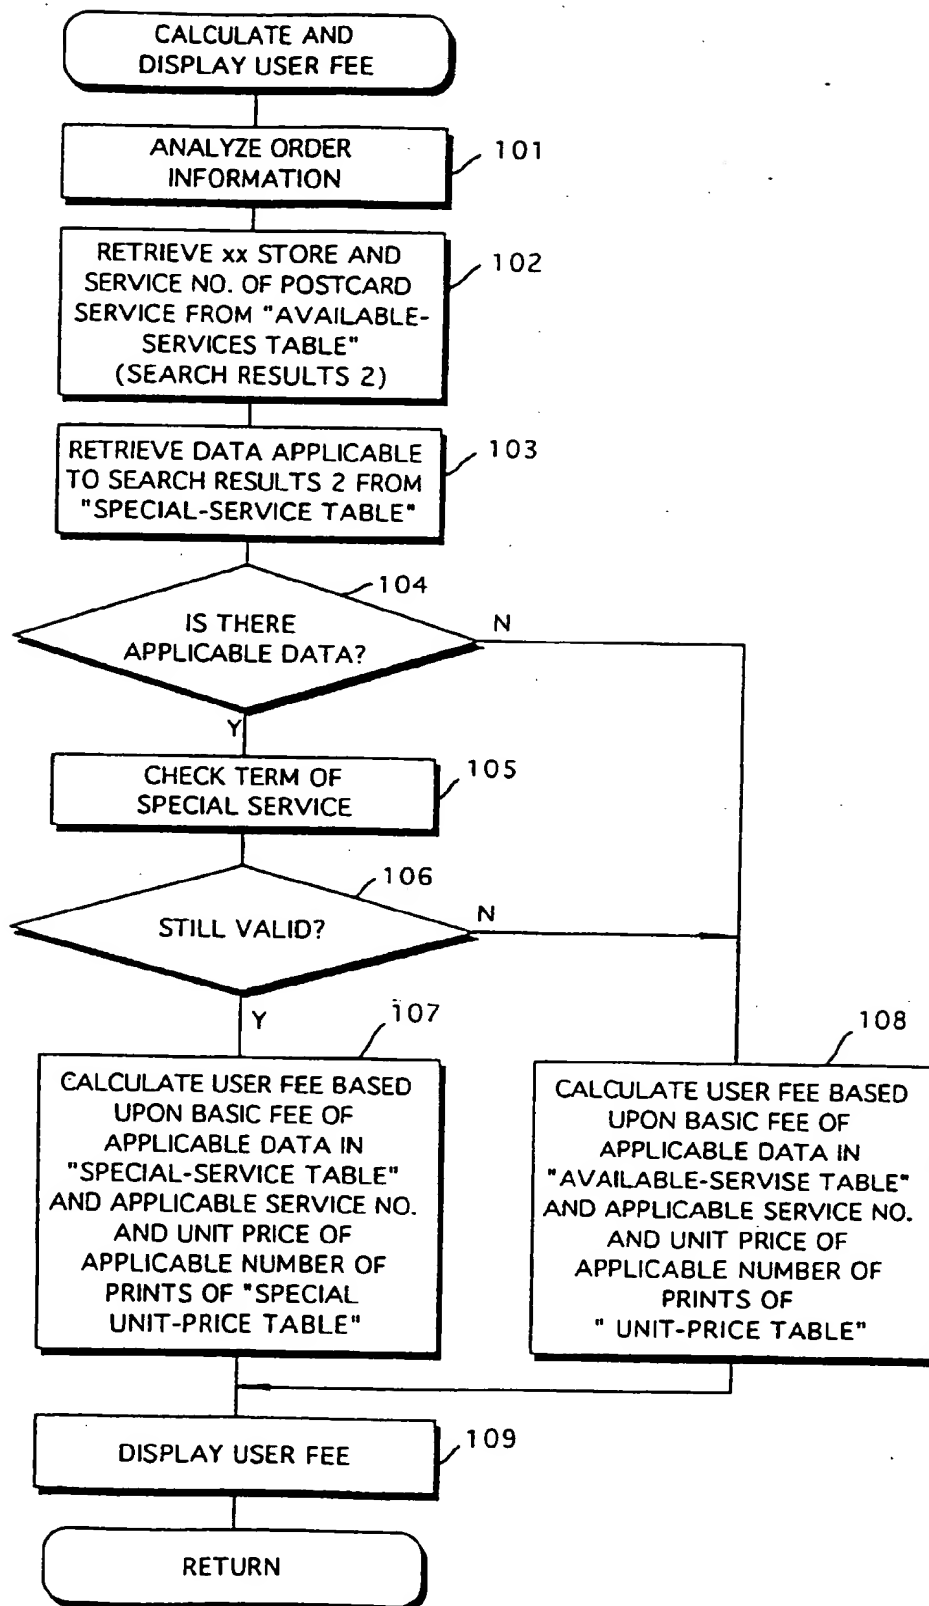 CALCULATE AND
DISPLAY USER FEE
ANALYZE ORDER
INFORMATION
101
RETRIEVE xx STORE AND
SERVICE NO. OF POSTCARD
SERVICE FROM "AVAILABLE-
SERVICES TABLE"
(SEARCH RESULTS 2)
102
RETRIEVE DATA APPLICABLE
TO SEARCH RESULTS 2 FROM
"SPECIAL-SERVICE TABLE"
103
104
IS THERE
APPLICABLE DATA?
N
Y
CHECK TERM OF
SPECIAL SERVICE
105
106
STILL VALID?
N
Y
107
CALCULATE USER FEE BASED
UPON BASIC FEE OF
APPLICABLE DATA IN
"SPECIAL-SERVICE TABLE"
AND APPLICABLE SERVICE NO.
AND UNIT PRICE OF
APPLICABLE NUMBER OF
PRINTS OF "SPECIAL
UNIT-PRICE TABLE"
108
CALCULATE USER FEE BASED
UPON BASIC FEE OF
APPLICABLE DATA IN
"AVAILABLE-SERVISE TABLE"
AND APPLICABLE SERVICE NO.
AND UNIT PRICE OF
APPLICABLE NUMBER OF
PRINTS OF
" UNIT-PRICE TABLE"
DISPLAY USER FEE
109
RETURN